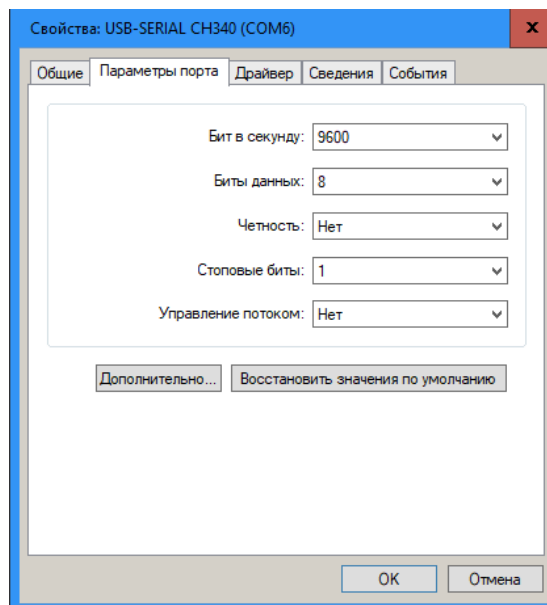 Свойства: USB-SERIAL CH340 (COM6)
x
Общие Параметры порта Драйвер Сведения События
Бит в секунду: 9600
Биты данных: 8
Четность: Нет
Стоповые биты: 1
Управление потоком: Нет
Дополнительно... Восстановить значения по умолчанию
OK Отмена